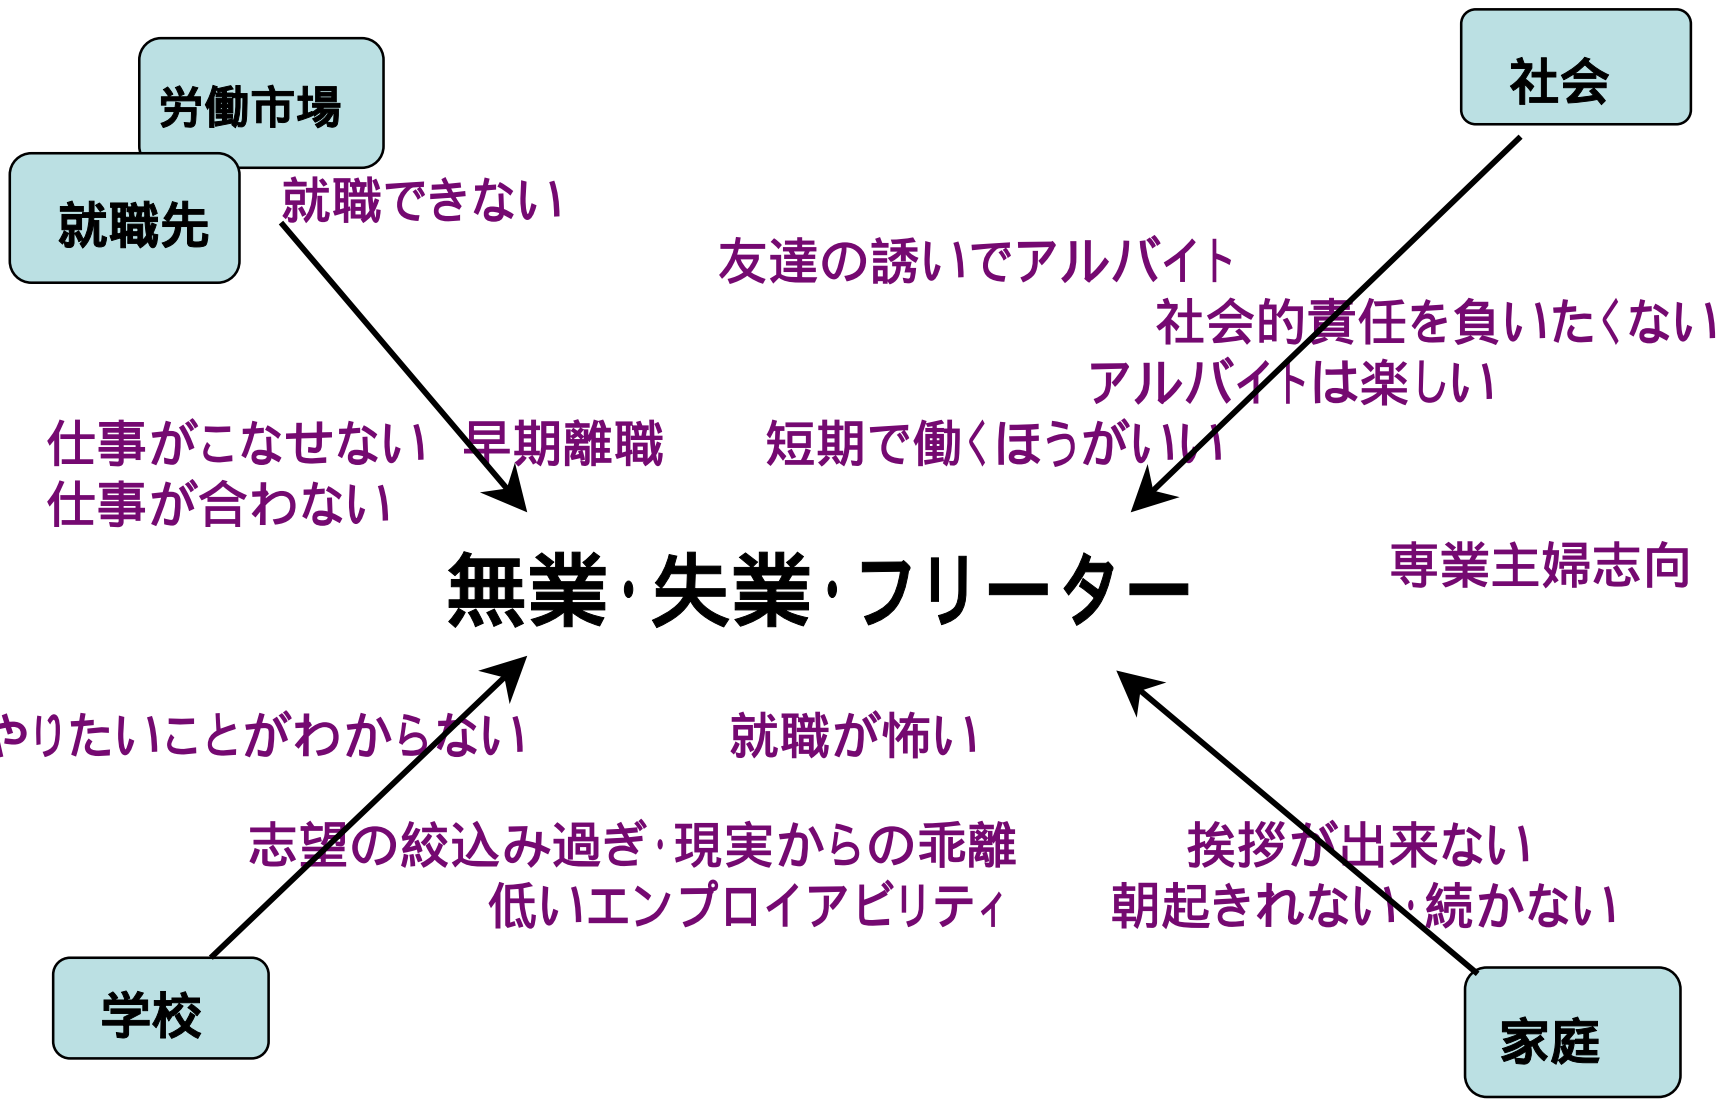 労働市場
社会
就職先
就職できない
友達の誘いでアルバイト
社会的責任を負いたくない
アルバイトは楽しい
仕事がこなせない
早期離職
短期で働くほうがいい
仕事が合わない
専業主婦志向
無業・失業・フリーター
やりたいことがわからない
就職が怖い
志望の絞込み過ぎ・現実からの乖離
挨拶が出来ない
低いエンプロイアビリティ
朝起きれない・続かない
学校
家庭